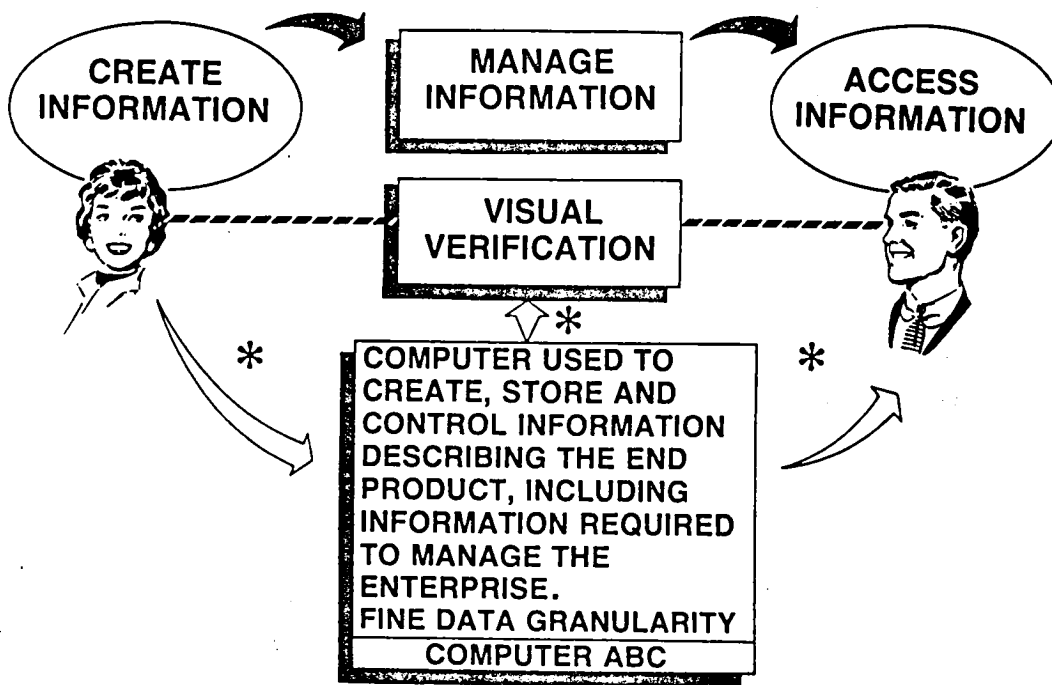 CREATE
INFORMATION
MANAGE
INFORMATION
ACCESS
INFORMATION
VISUAL
VERIFICATION
*
*
*
COMPUTER USED TO
CREATE, STORE AND
CONTROL INFORMATION
DESCRIBING THE END
PRODUCT, INCLUDING
INFORMATION REQUIRED
TO MANAGE THE
ENTERPRISE.
FINE DATA GRANULARITY
COMPUTER ABC